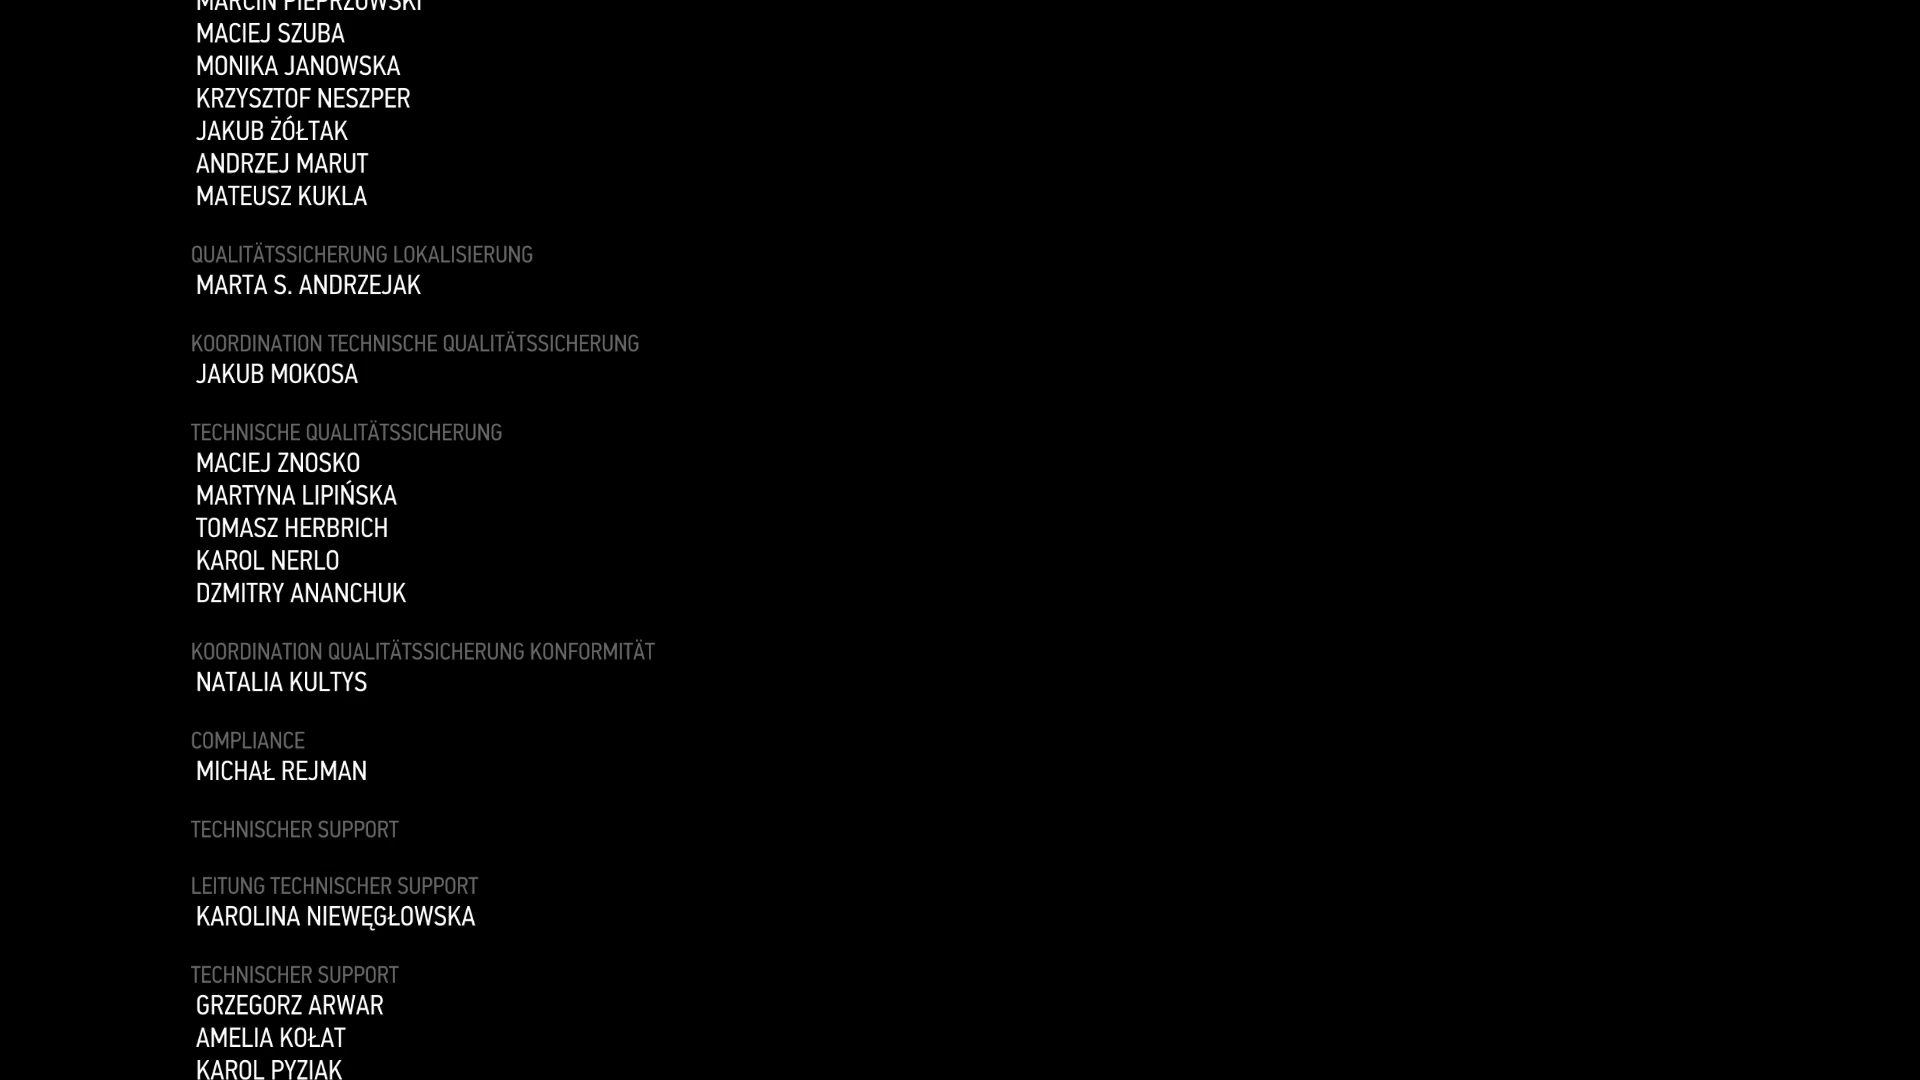 MARCIN PIEPRZOWSKI
MACIEJ SZUBA
MONIKA JANOWSKA
KRZYSZTOF NESZPER
JAKUB ŻÓŁTAK
ANDRZEJ MARUT
MATEUSZ KUKLA
QUALITÄTSSICHERUNG LOKALISIERUNG
MARTA S. ANDRZEJAK
KOORDINATION TECHNISCHE QUALITÄTSSICHERUNG
JAKUB MOKOSA
TECHNISCHE QUALITÄTSSICHERUNG
MACIEJ ZNOSKO
MARTYNA LIPIŃSKA
TOMASZ HERBRICH
KAROL NERLO
DZMITRY ANANCHUK
KOORDINATION QUALITÄTSSICHERUNG KONFORMITÄT
NATALIA KULTYS
COMPLIANCE
MICHAŁ REJMAN
TECHNISCHER SUPPORT
LEITUNG TECHNISCHER SUPPORT
KAROLINA NIEWĘGŁOWSKA
TECHNISCHER SUPPORT
GRZEGORZ ARWAR
AMELIA KOŁAT
KAROL PYZIAK